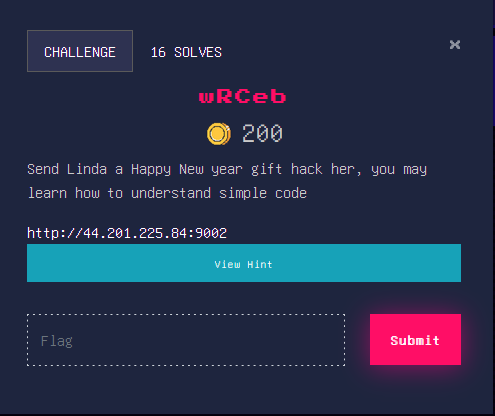 CHALLENGE
16 SOLVES
×
wRCeb
200
Send Linda a Happy New year gift hack her, you may
learn how to understand simple code
http://44.201.225.84:9002
View Hint
Flag
Submit